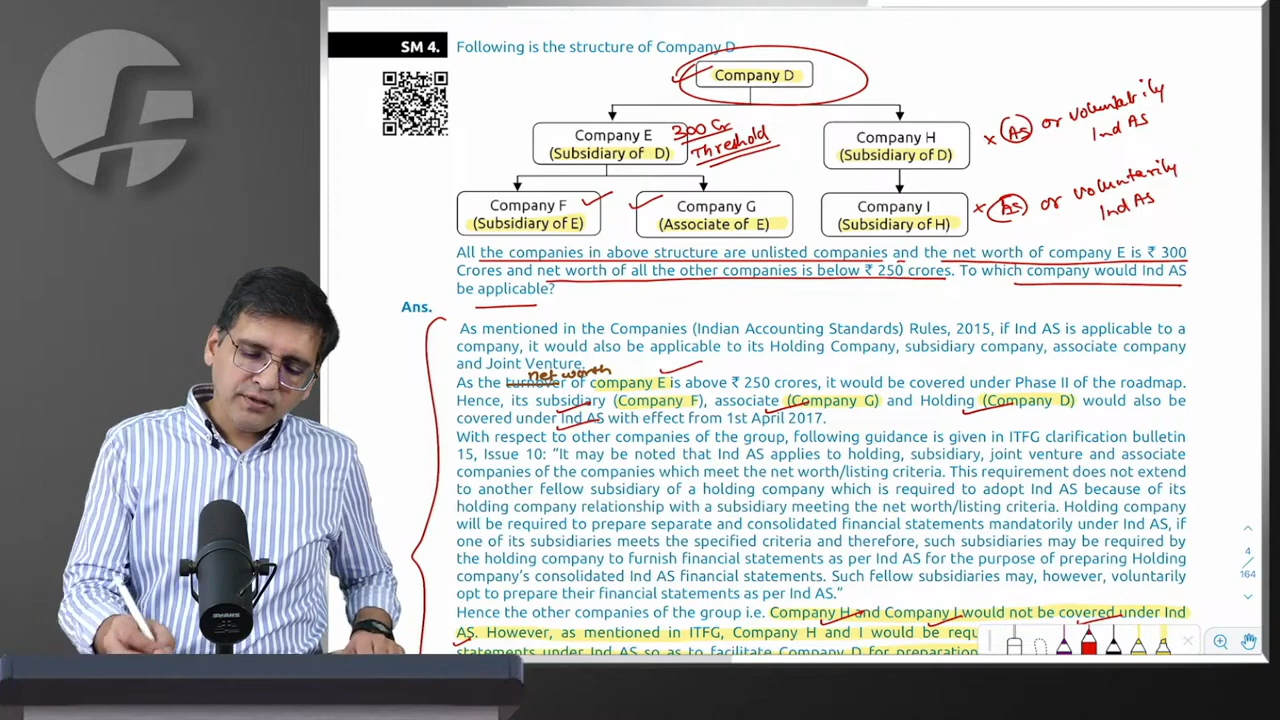 SM 4. Following is the structure of Company D
Company D
Company E
(Subsidiary of D)
300 Cr
Threshold
Company H
(Subsidiary of D)
× AS or voluntarily
Ind AS
Company F
(Subsidiary of E)
Company G
(Associate of E)
Company I
(Subsidiary of H)
× AS or voluntarily
Ind AS
All the companies in above structure are unlisted companies and the net worth of company E is ₹ 300
Crores and net worth of all the other companies is below ₹ 250 crores. To which company would Ind AS
be applicable?
Ans.
As mentioned in the Companies (Indian Accounting Standards) Rules, 2015, if Ind AS is applicable to a
company, it would also be applicable to its Holding Company, subsidiary company, associate company
and Joint Venture.
net worth
As the turnover of company E is above ₹ 250 crores, it would be covered under Phase II of the roadmap.
Hence, its subsidiary (Company F), associate (Company G) and Holding (Company D) would also be
covered under Ind AS with effect from 1st April 2017.
With respect to other companies of the group, following guidance is given in ITFG clarification bulletin
15, Issue 10: “It may be noted that Ind AS applies to holding, subsidiary, joint venture and associate
companies of the companies which meet the net worth/listing criteria. This requirement does not extend
to another fellow subsidiary of a holding company which is required to adopt Ind AS because of its
holding company relationship with a subsidiary meeting the net worth/listing criteria. Holding company
will be required to prepare separate and consolidated financial statements mandatorily under Ind AS, if
one of its subsidiaries meets the specified criteria and therefore, such subsidiaries may be required by
the holding company to furnish financial statements as per Ind AS for the purpose of preparing Holding
company’s consolidated Ind AS financial statements. Such fellow subsidiaries may, however, voluntarily
opt to prepare their financial statements as per Ind AS.”
Hence the other companies of the group i.e. Company H and Company I would not be covered under Ind
AS. However, as mentioned in ITFG, Company H and I would be requ
statements under Ind AS so as to facilitate Company D for preparation
4
/
164
SHURE